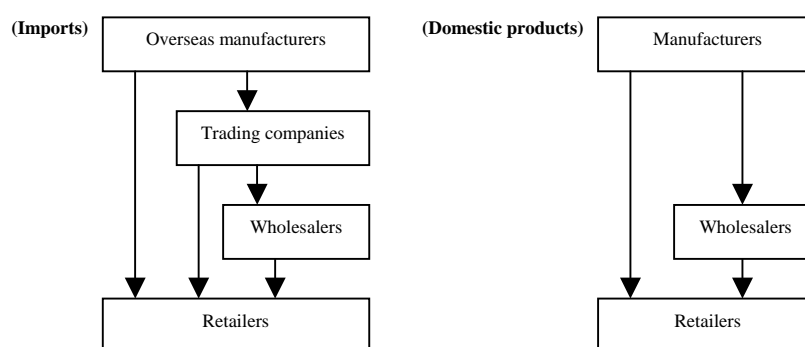 (Imports)
Overseas manufacturers
Trading companies
Wholesalers
Retailers
(Domestic products)
Manufacturers
Wholesalers
Retailers